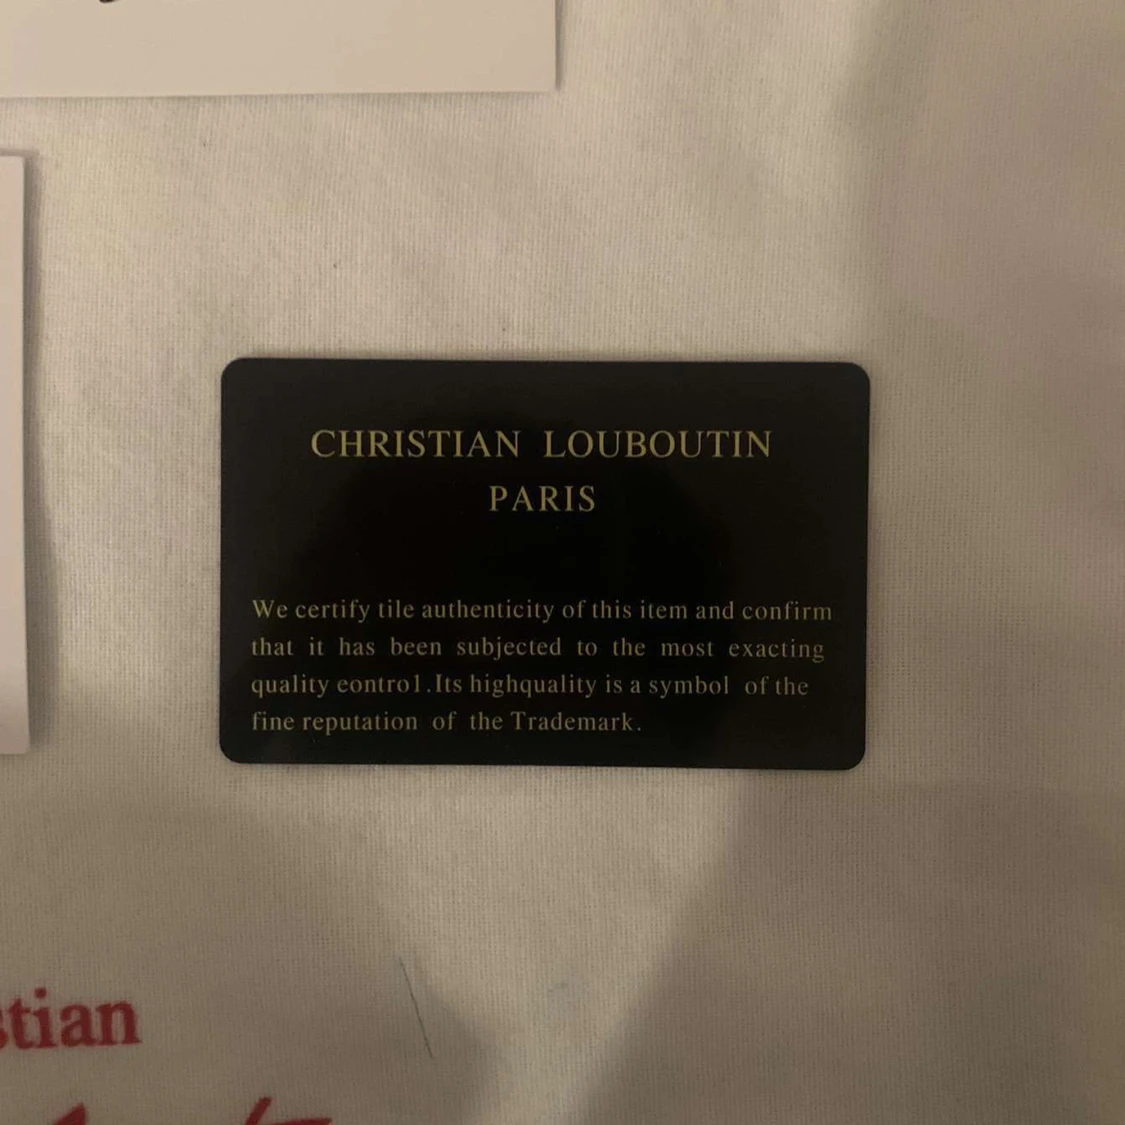 CHRISTIAN LOUBOUTIN
PARIS
We certify tile authenticity of this item and confirm
that it has been subjected to the most exacting
quality eontro1.Its highquality is a symbol of the
fine reputation of the Trademark.
stian